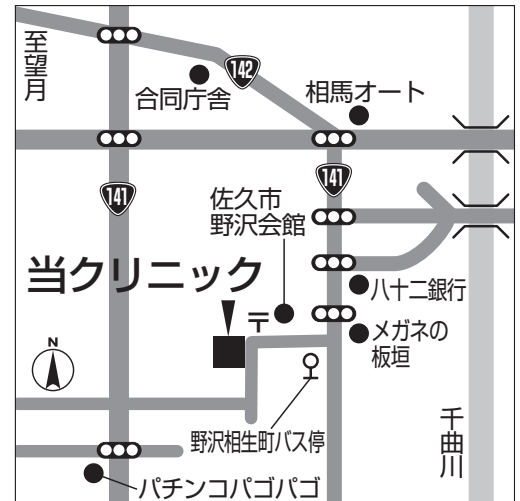 至望月
142
合同庁舎
相馬オート
141
141
佐久市
野沢会館
当クリニック
〒
八十二銀行
メガネの
板垣
N
野沢相生町バス停
千曲川
パチンコパゴパゴ